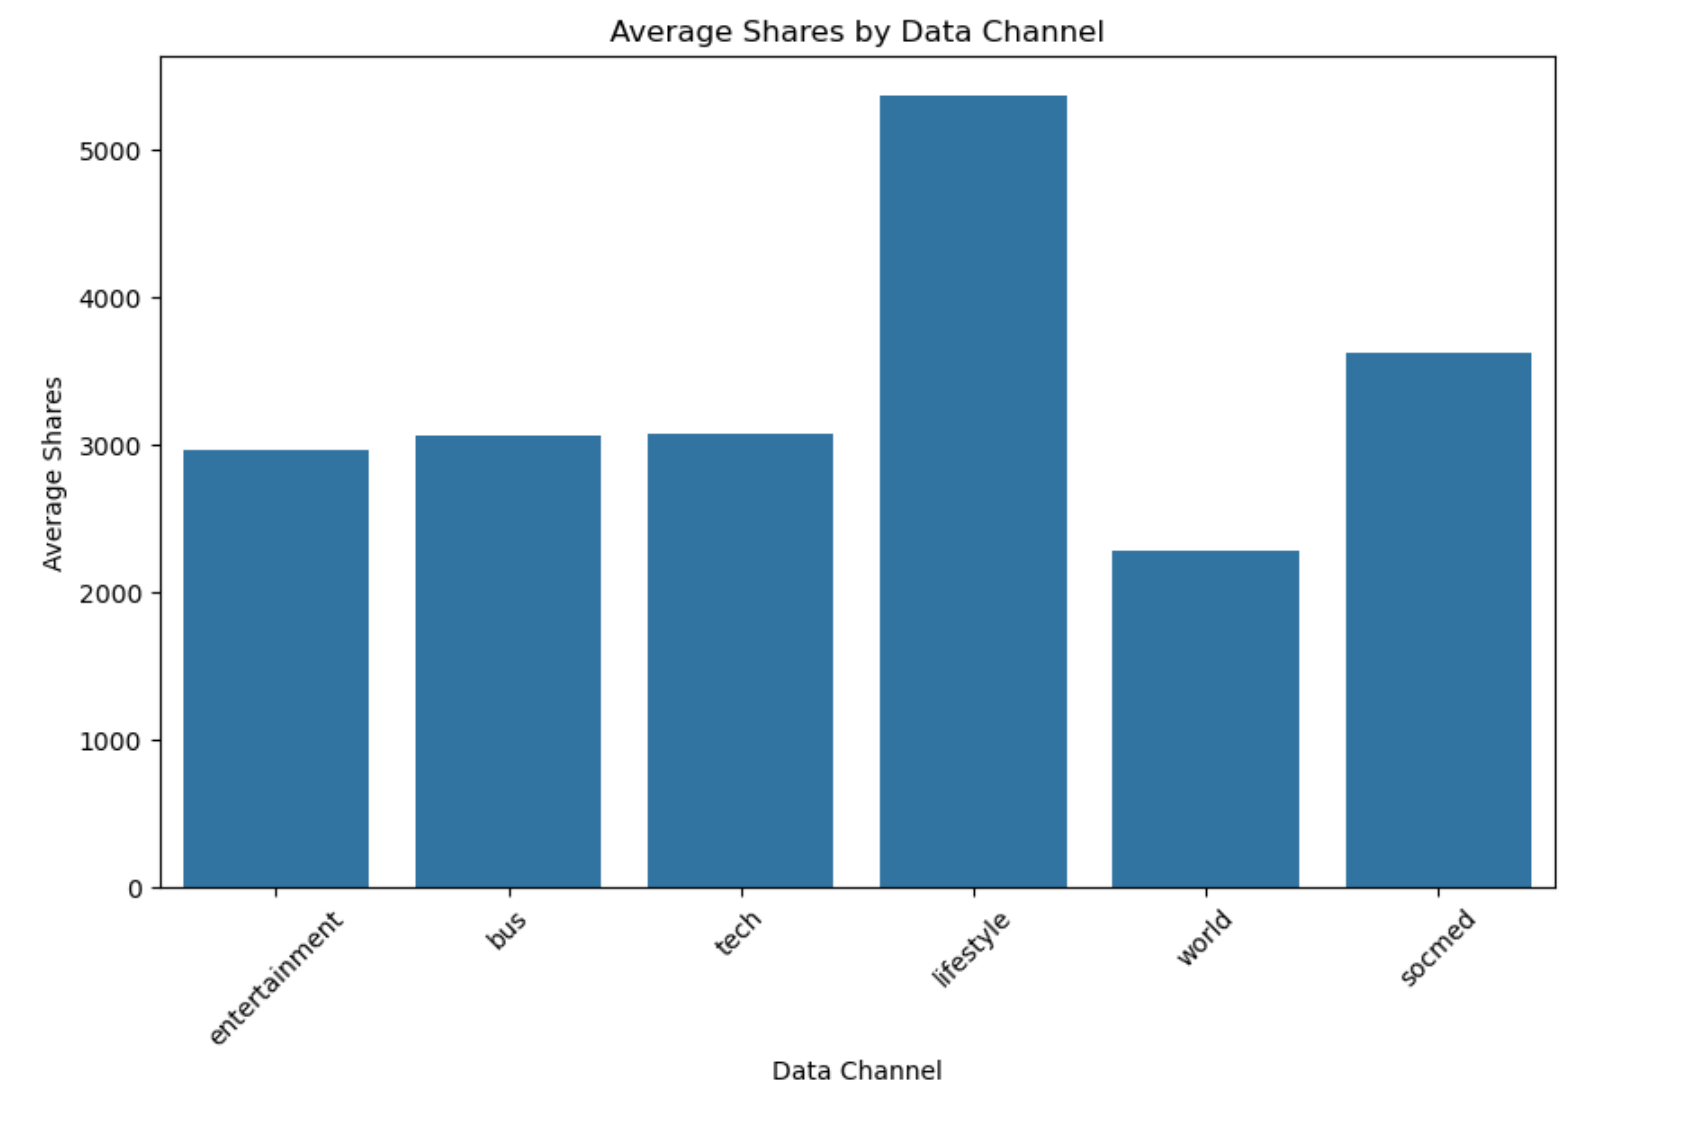 Average Shares by Data Channel
5000
4000
3000
2000
1000
0
Average Shares
entertainment
bus
tech
lifestyle
world
socmed
Data Channel